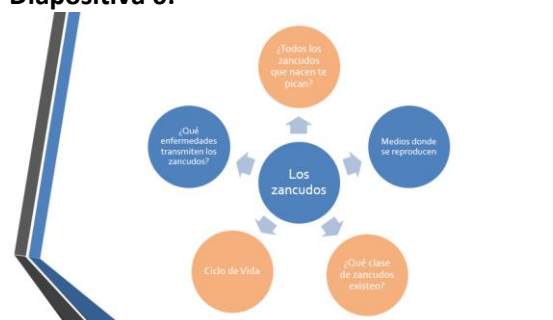 Diapositiva 6:
¿Todos los
zancudos
que nacen te
pican?
¿Qué
enfermedades
transmiten los
zancudos?
Medios donde
se reproducen
Los
zancudos
Ciclo de Vida
¿Qué clase
de zancudos
existen?